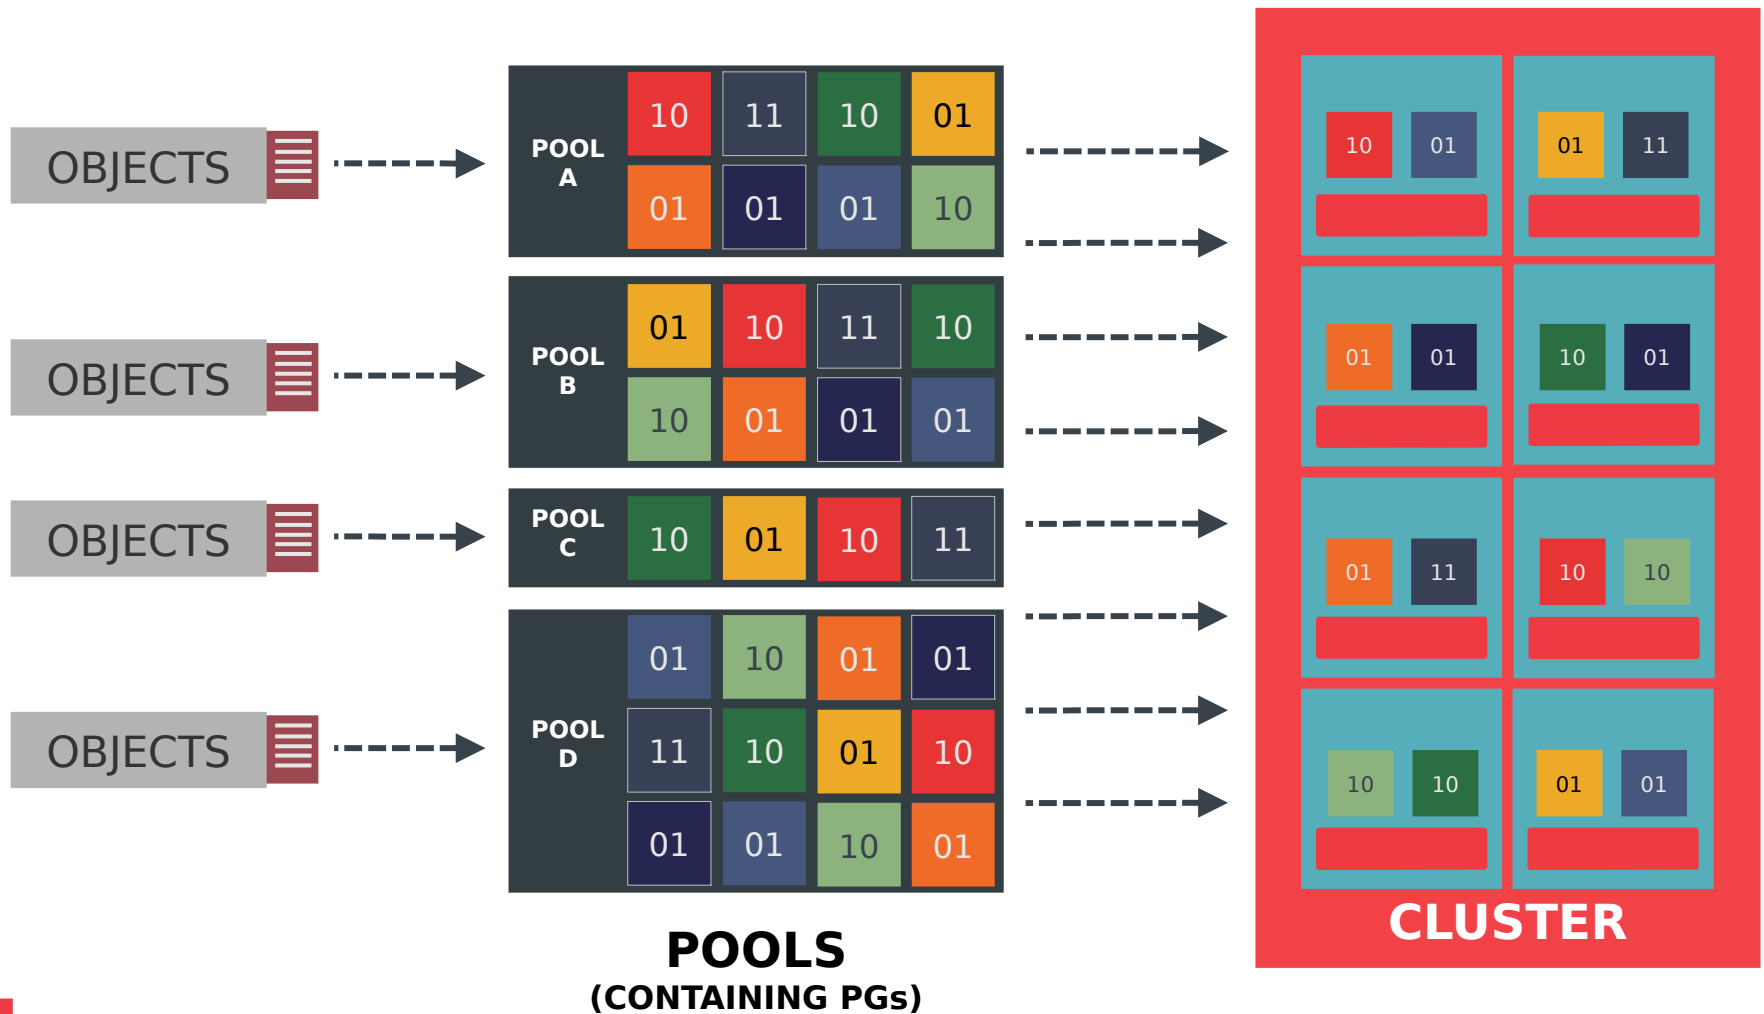 OBJECTS
POOL
A
10 11 10 01
01 01 01 10
OBJECTS
POOL
B
01 10 11 10
10 01 01 01
OBJECTS
POOL
C
10 01 10 11
OBJECTS
POOL
D
01 10 01 01
11 10 01 10
01 01 10 01
POOLS
(CONTAINING PGs)
10 01 01 11
01 01 10 01
01 11 10 10
10 10 01 01
CLUSTER